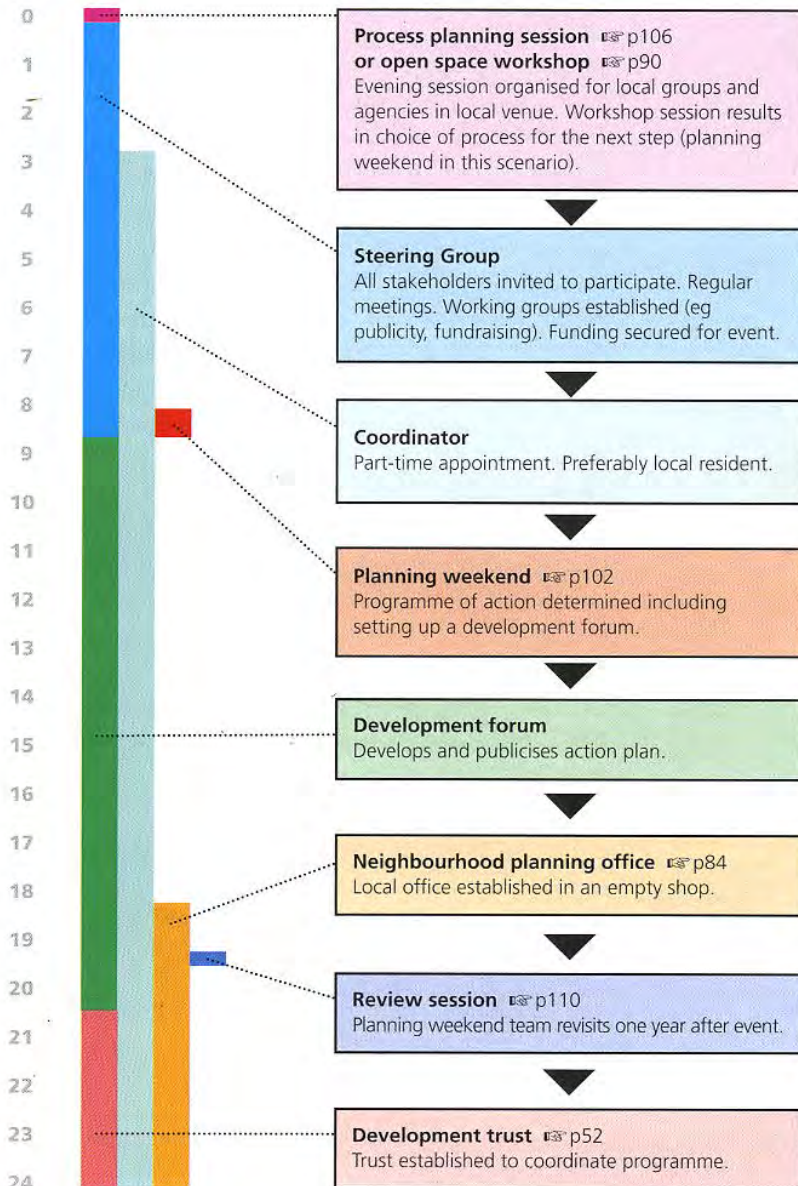 0
1
2
3
4
5
6
7
8
9
10
11
12
13
14
15
16
17
18
19
20
21
22
23
24
Process planning session ☞ p106
or open space workshop ☞ p90
Evening session organised for local groups and
agencies in local venue. Workshop session results
in choice of process for the next step (planning
weekend in this scenario).
Steering Group
All stakeholders invited to participate. Regular
meetings. Working groups established (eg
publicity, fundraising). Funding secured for event.
Coordinator
Part-time appointment. Preferably local resident.
Planning weekend ☞ p102
Programme of action determined including
setting up a development forum.
Development forum
Develops and publicises action plan.
Neighbourhood planning office ☞ p84
Local office established in an empty shop.
Review session ☞ p110
Planning weekend team revisits one year after event.
Development trust ☞ p52
Trust established to coordinate programme.